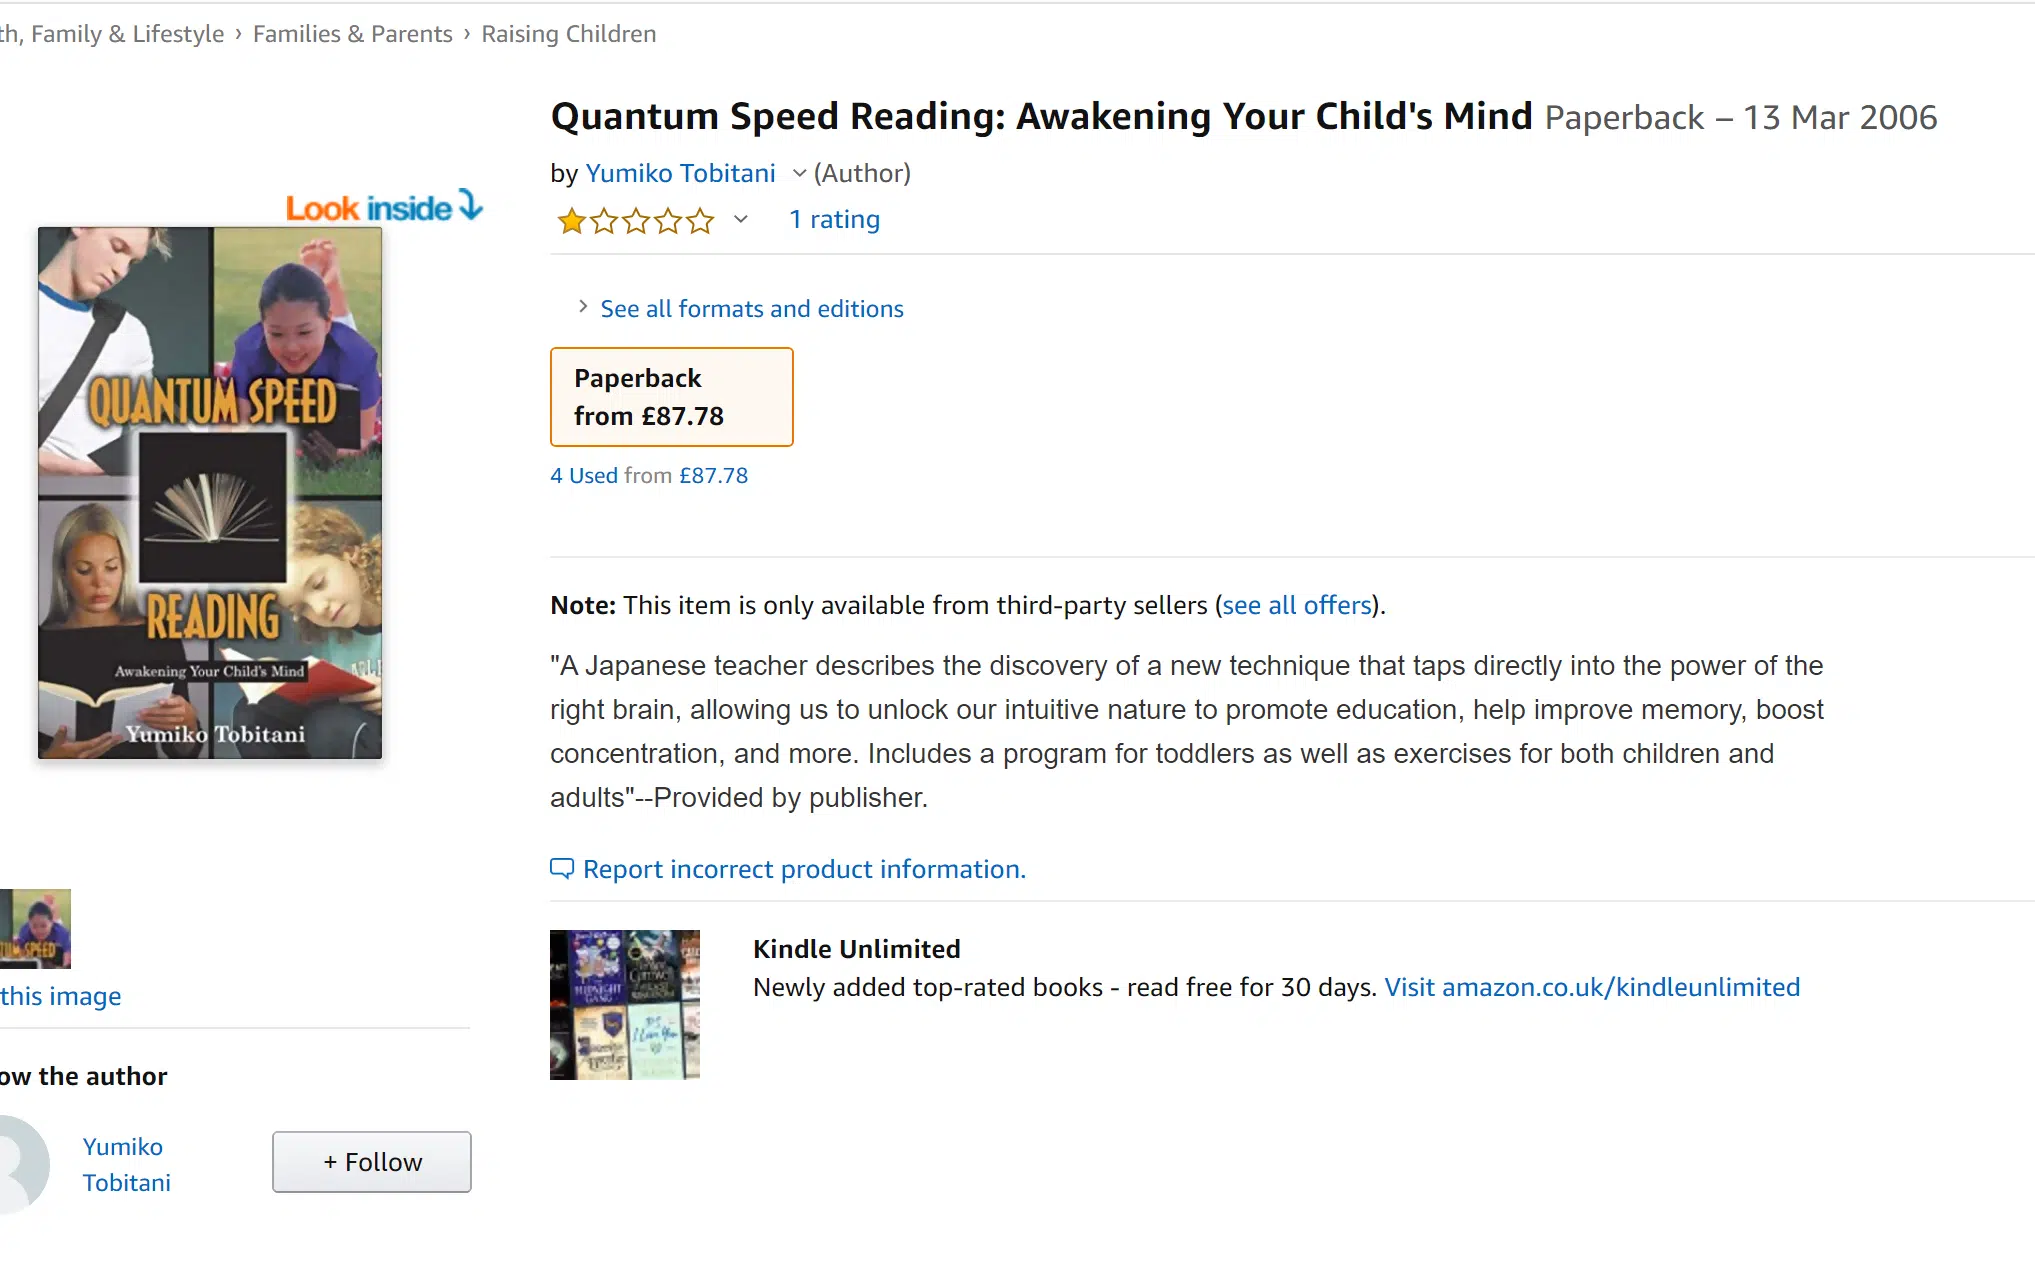 th, Family & Lifestyle › Families & Parents › Raising Children
Quantum Speed Reading: Awakening Your Child's Mind Paperback – 13 Mar 2006
by Yumiko Tobitani (Author)
1 rating
Look inside
See all formats and editions
Paperback
from £87.78
4 Used from £87.78
QUANTUM SPEED
READING
Awakening Your Child's Mind
Yumiko Tobitani
Note: This item is only available from third-party sellers (see all offers).
"A Japanese teacher describes the discovery of a new technique that taps directly into the power of the
right brain, allowing us to unlock our intuitive nature to promote education, help improve memory, boost
concentration, and more. Includes a program for toddlers as well as exercises for both children and
adults"--Provided by publisher.
Report incorrect product information.
Kindle Unlimited
Newly added top-rated books - read free for 30 days. Visit amazon.co.uk/kindleunlimited
this image
ow the author
Yumiko
Tobitani
+ Follow